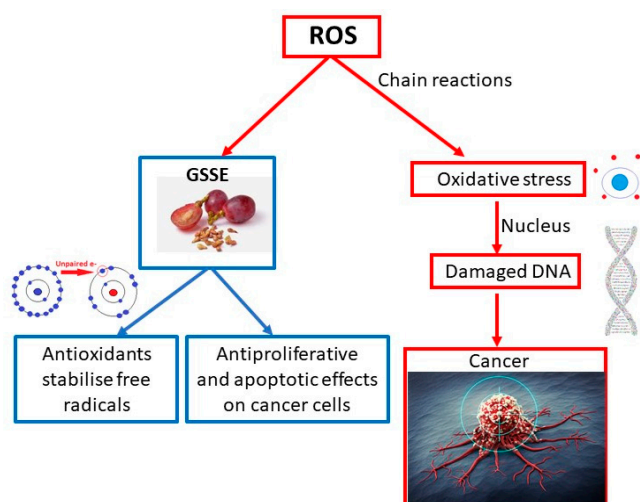 ROS
Chain reactions
GSSE
Oxidative stress
Nucleus
Unpaired e-
Damaged DNA
Antioxidants
stabilise free
radicals
Antiproliferative
and apoptotic effects
on cancer cells
Cancer